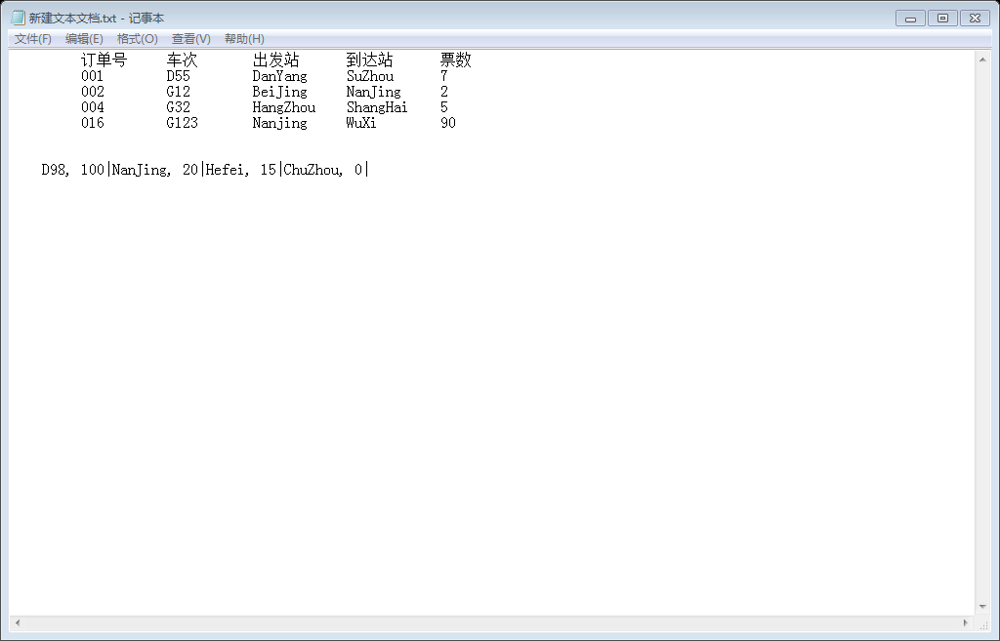 新建文本文档.txt - 记事本
文件(F) 编辑(E) 格式(O) 查看(V) 帮助(H)
订单号 车次 出发站 到达站 票数
001 D55 DanYang SuZhou 7
002 G12 BeiJing NanJing 2
004 G32 HangZhou ShangHai 5
016 G123 Nanjing WuXi 90
D98, 100|NanJing, 20|Hefei, 15|ChuZhou, 0|